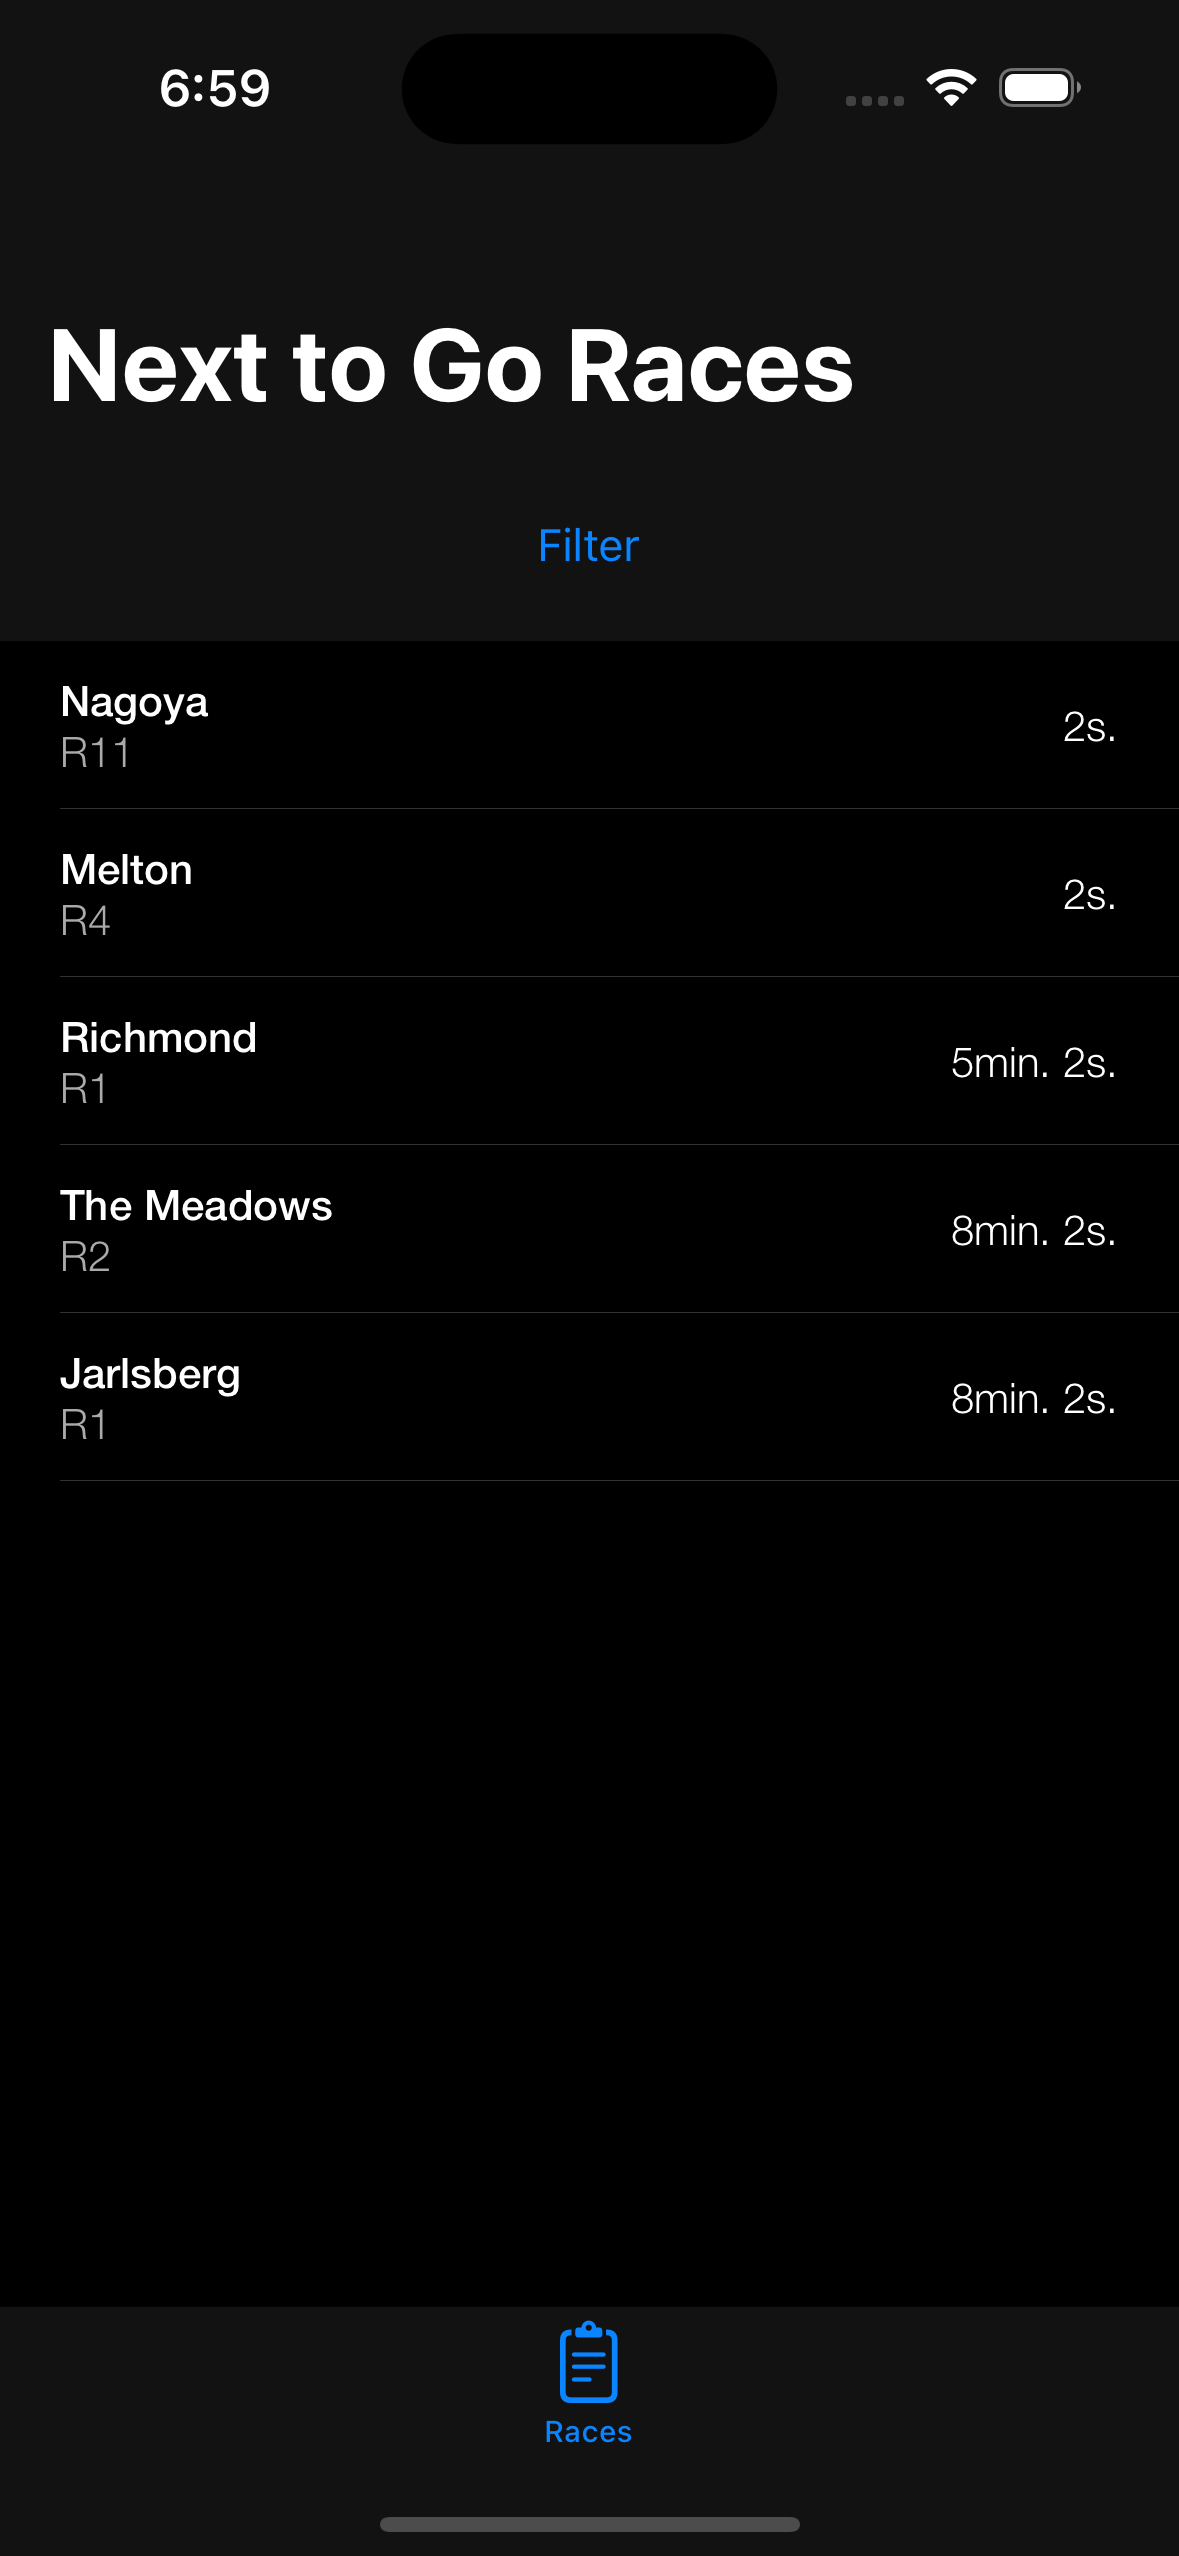 6:59
Next to Go Races
Filter
Nagoya
R11
2s.
Melton
R4
2s.
Richmond
R1
5min. 2s.
The Meadows
R2
8min. 2s.
Jarlsberg
R1
8min. 2s.
Races